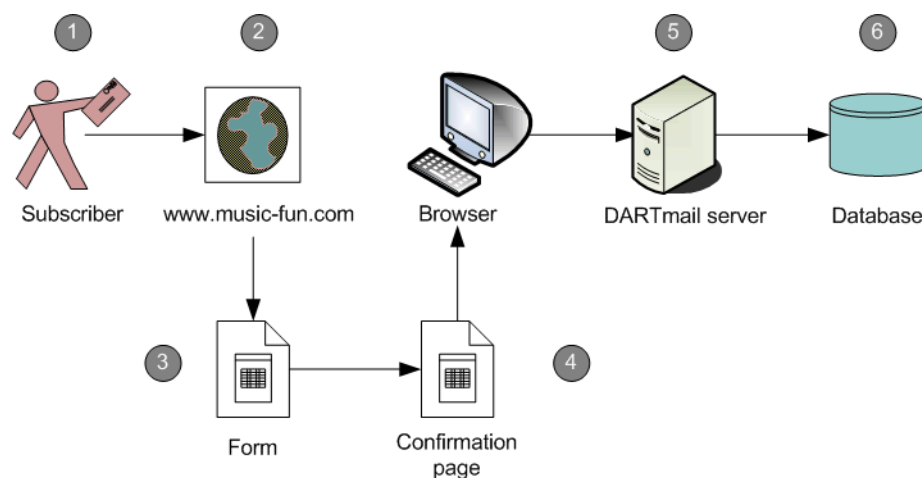 1
2
5
6
Subscriber
www.music-fun.com
Browser
DARTmail server
Database
3
4
Form
Confirmation
page